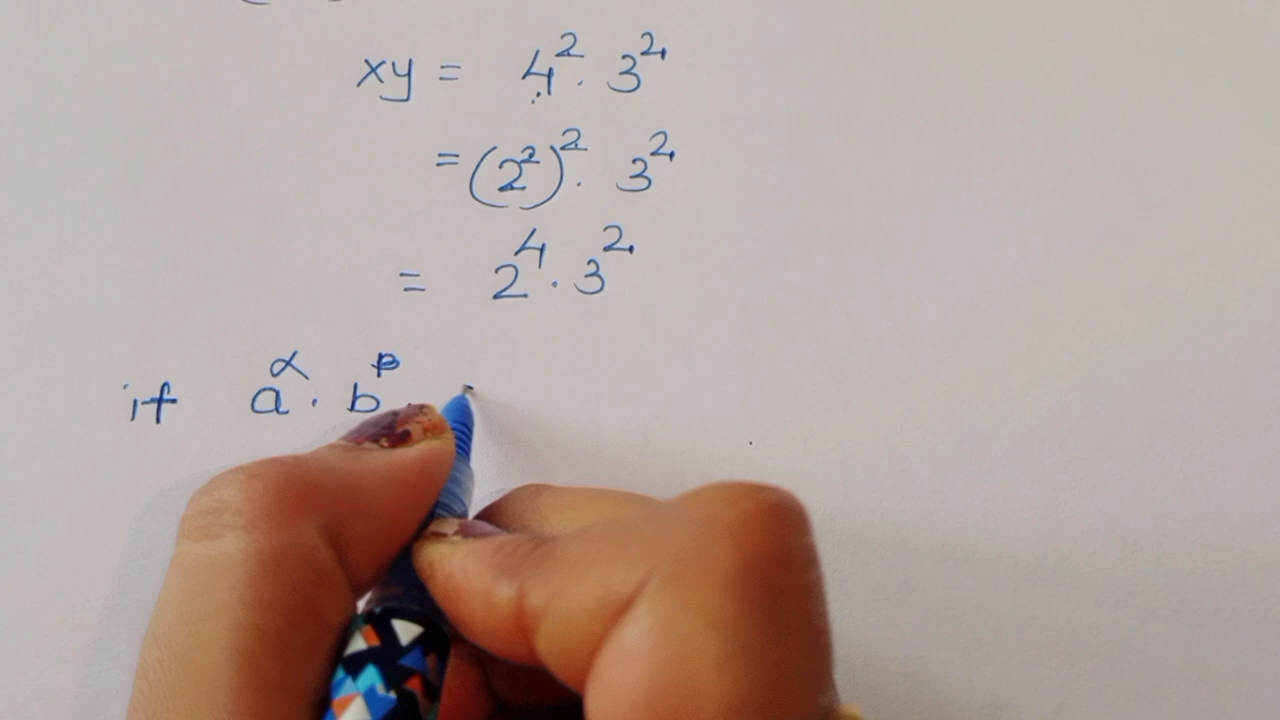 xy = 4². 3²
= (2²)². 3²
= 2⁴. 3²
if a^α . b^β .